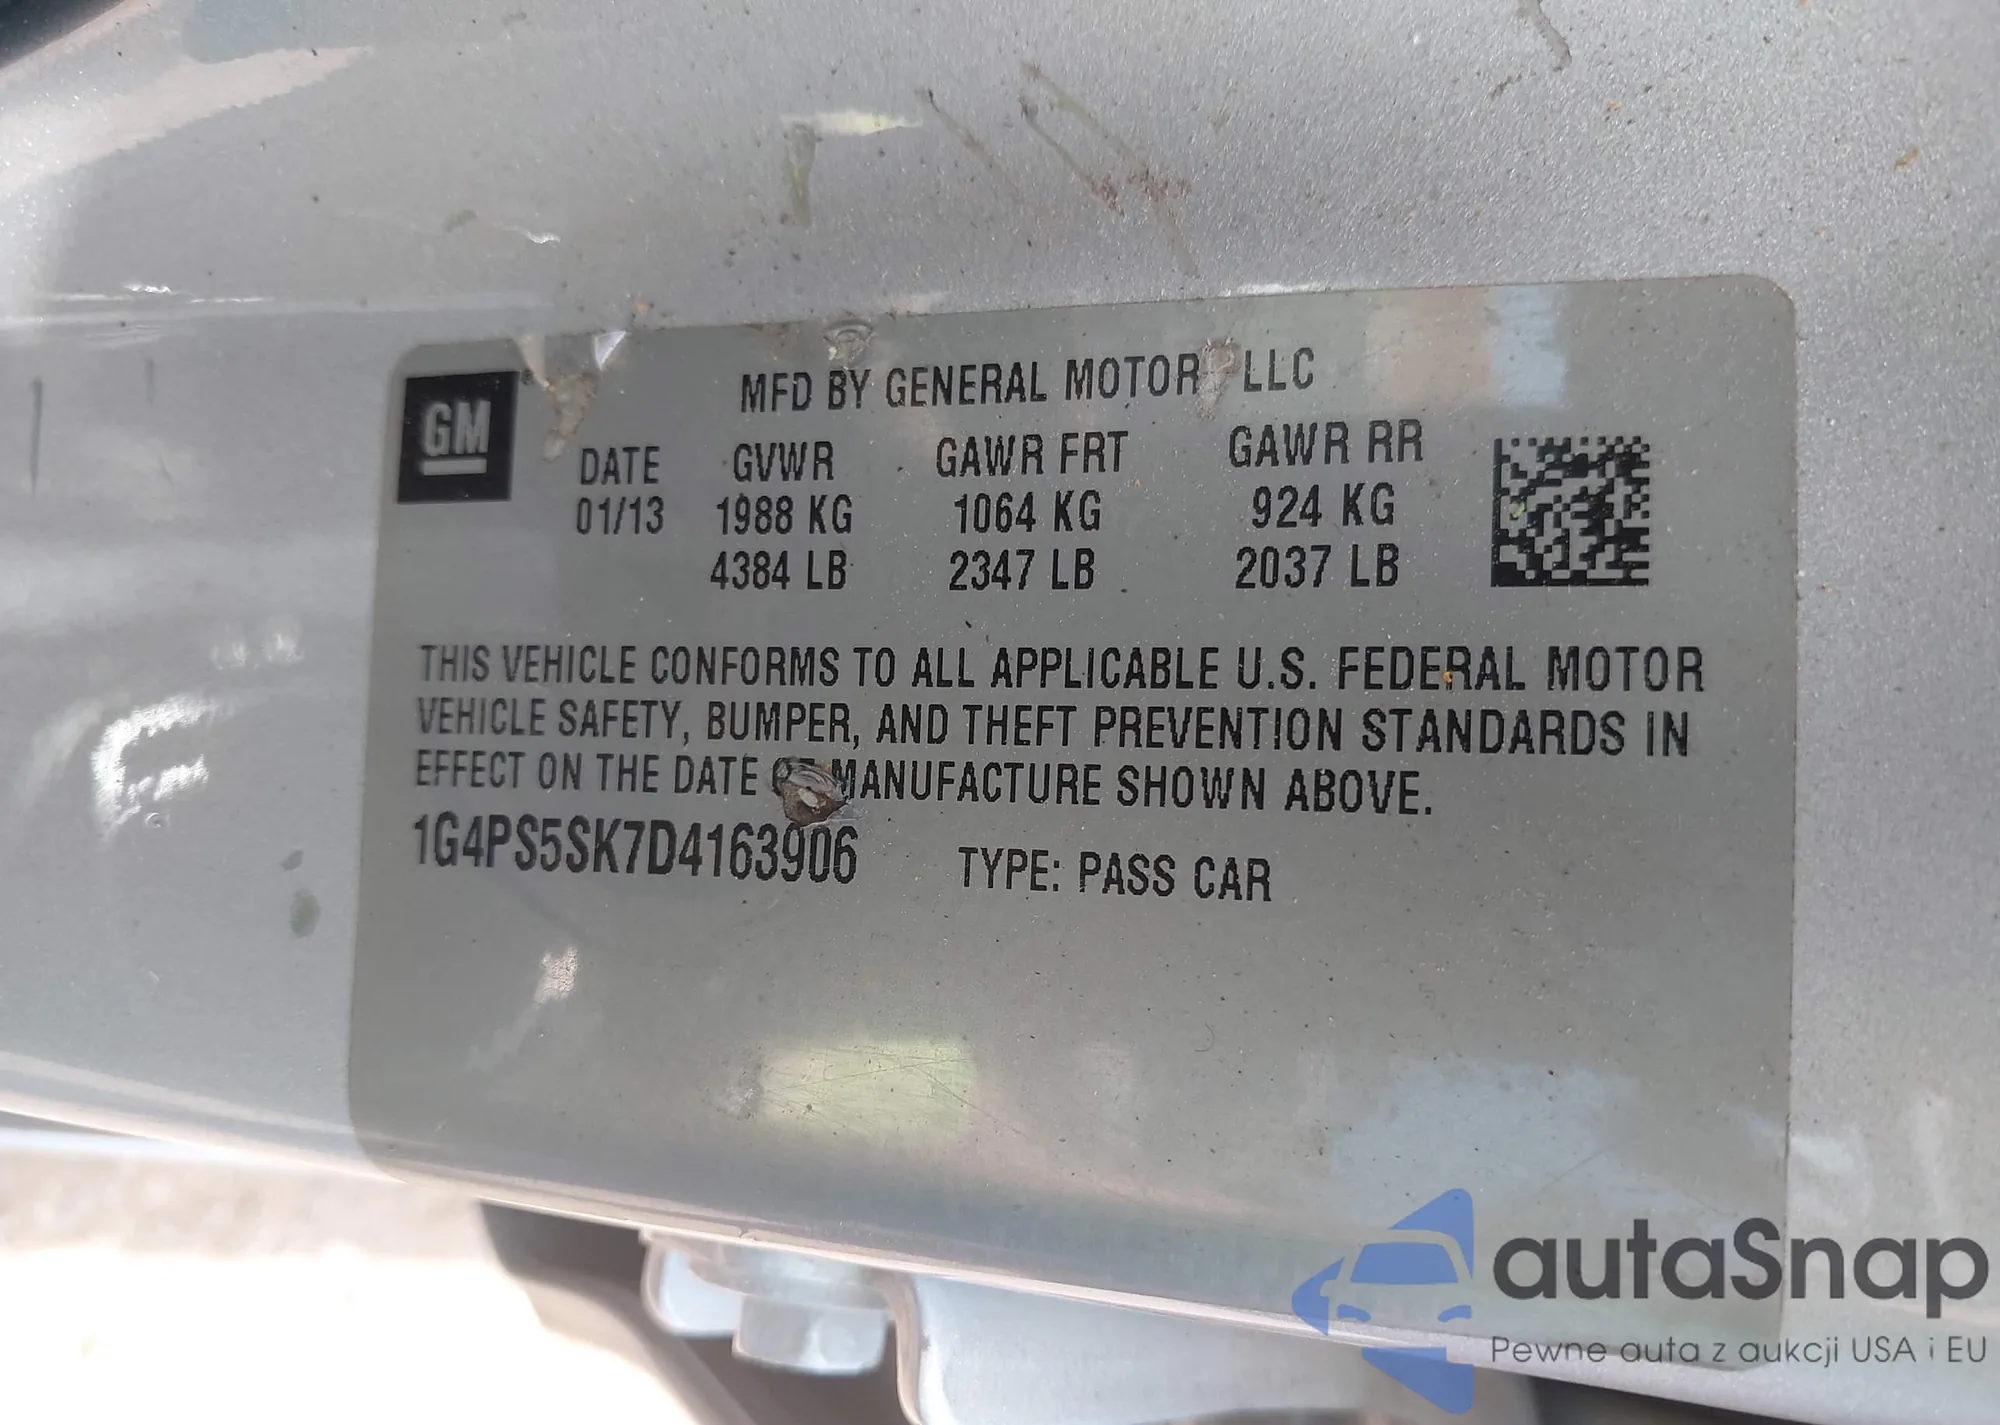 GM
MFD BY GENERAL MOTOR LLC
DATE GVWR GAWR FRT GAWR RR
01/13 1988 KG 1064 KG 924 KG
4384 LB 2347 LB 2037 LB
THIS VEHICLE CONFORMS TO ALL APPLICABLE U.S. FEDERAL MOTOR
VEHICLE SAFETY, BUMPER, AND THEFT PREVENTION STANDARDS IN
EFFECT ON THE DATE OF MANUFACTURE SHOWN ABOVE.
1G4PS5SK7D4163906 TYPE: PASS CAR
autaSnap
Pewne auta z aukcji USA i EU